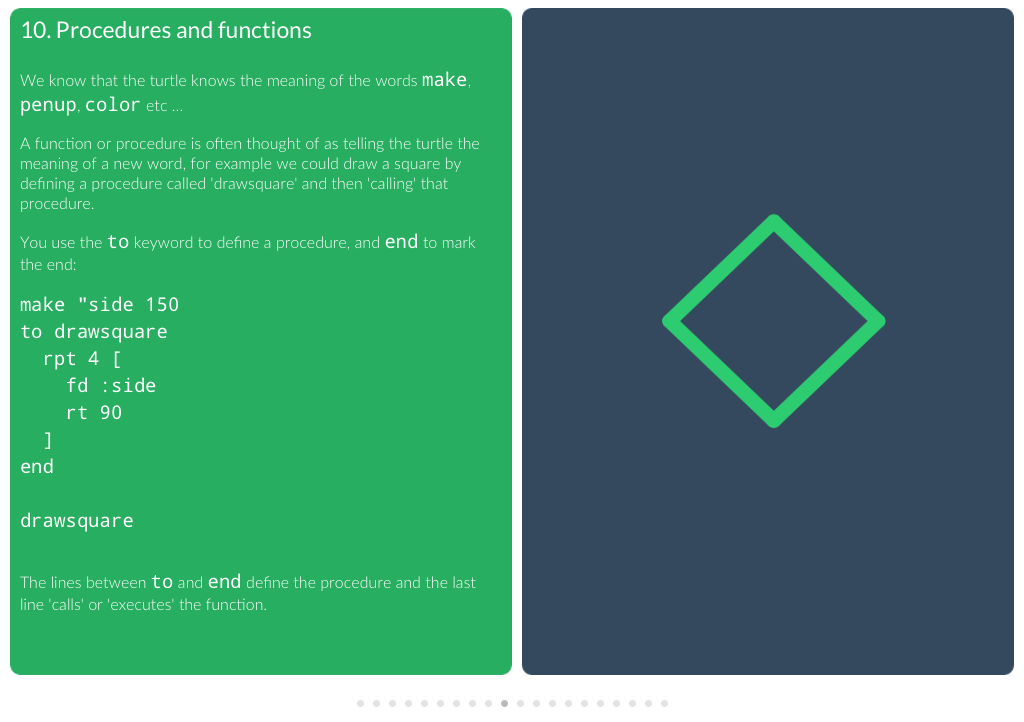 10. Procedures and functions
We know that the turtle knows the meaning of the words make,
penup, color etc ...
A function or procedure is often thought of as telling the turtle the
meaning of a new word, for example we could draw a square by
defining a procedure called 'drawsquare' and then 'calling' that
procedure.
You use the to keyword to define a procedure, and end to mark
the end:
make "side 150
to drawsquare
  rpt 4 [
    fd :side
    rt 90
  ]
end
drawsquare
The lines between to and end define the procedure and the last
line 'calls' or 'executes' the function.